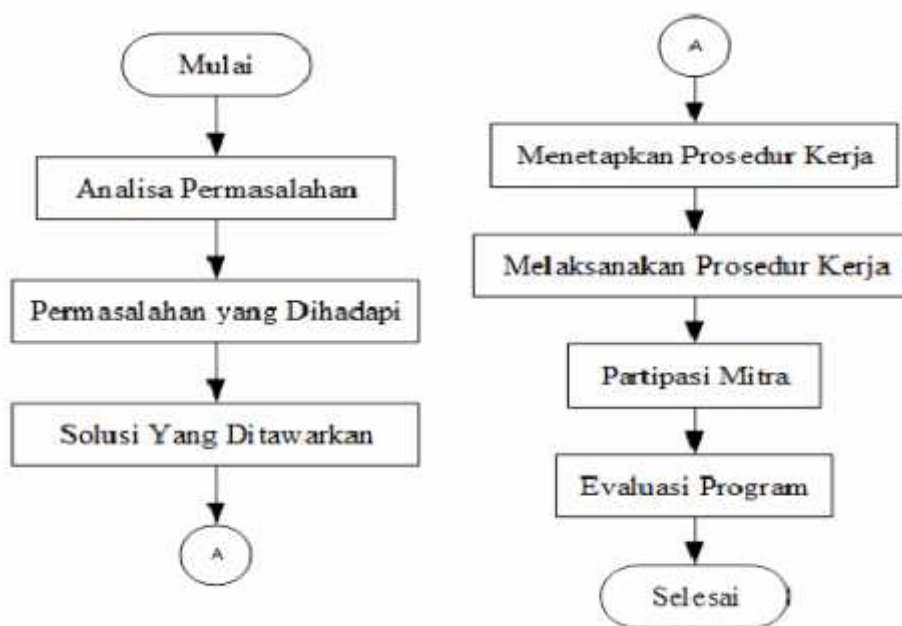 Mulai
Analisa Permasalahan
Permasalahan yang Dihadapi
Solusi Yang Ditawarkan
A
A
Menetapkan Prosedur Kerja
Melaksanakan Prosedur Kerja
Partipasi Mitra
Evaluasi Program
Selesai